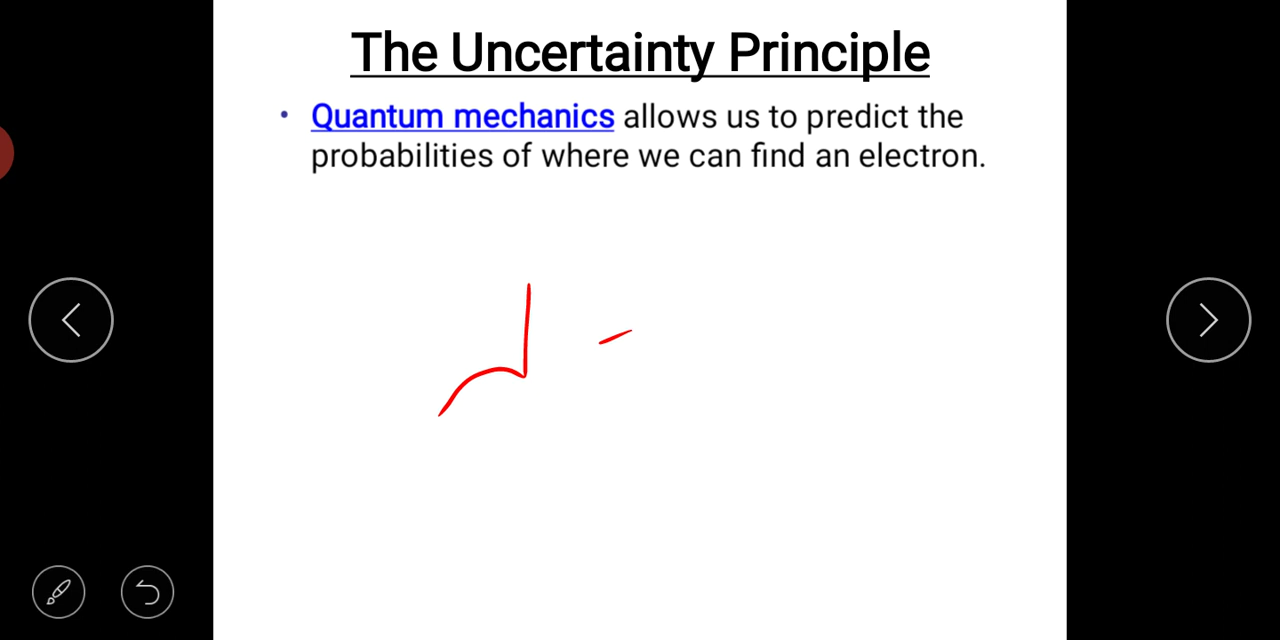 The Uncertainty Principle
• Quantum mechanics allows us to predict the
probabilities of where we can find an electron.